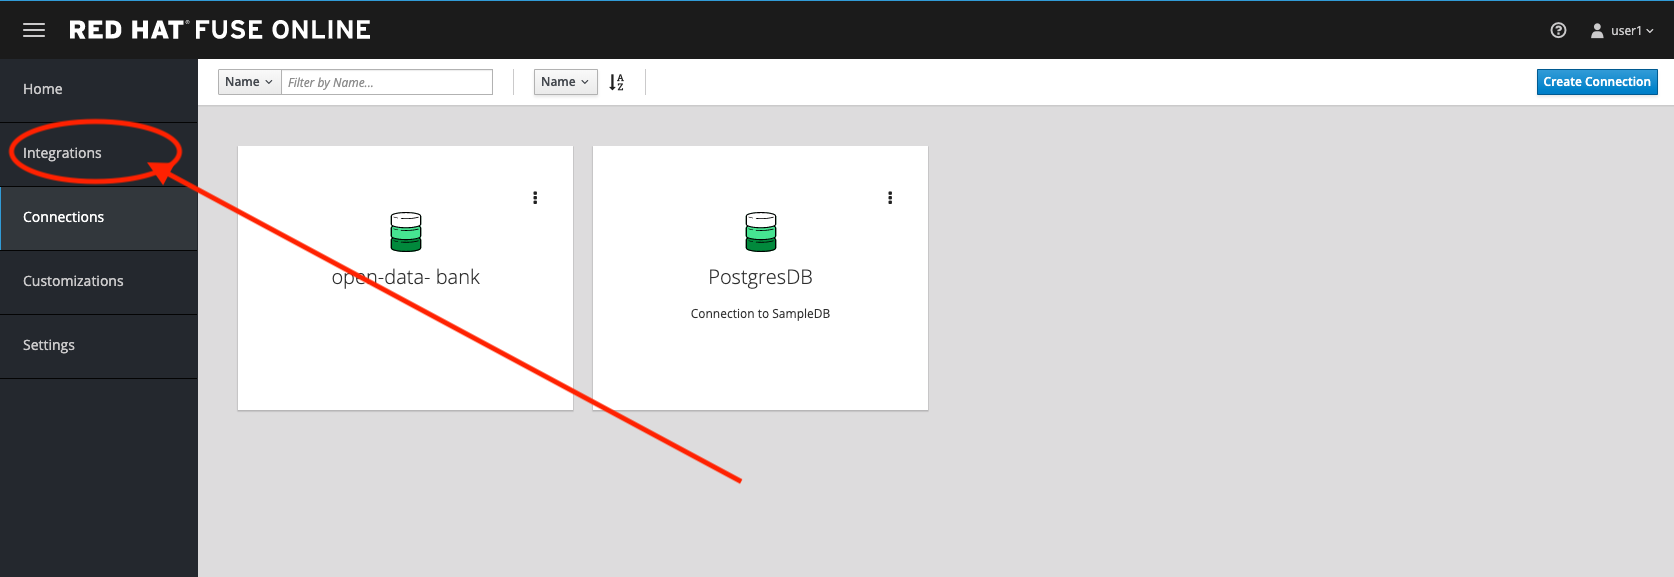 RED HAT® FUSE ONLINE
user1
Home
Integrations
Connections
Customizations
Settings
Name Filter by Name... Name A Z Create Connection
open-data- bank
PostgresDB
Connection to SampleDB